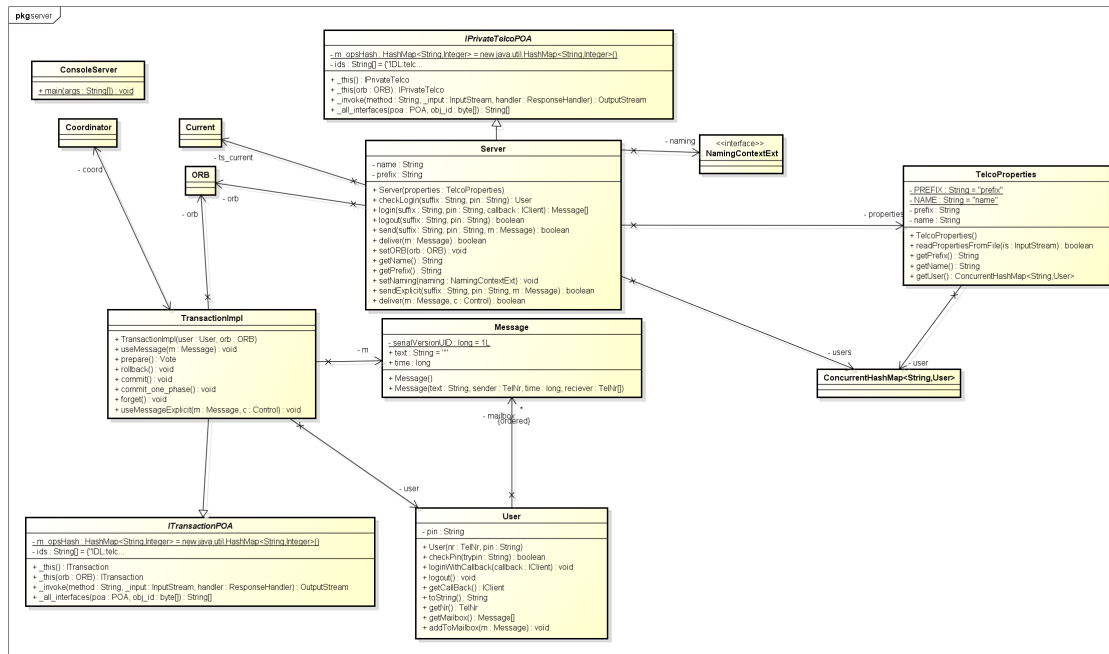 pkg server
IPrivateTelcoPOA
- m_opsHash : HashMap<String,Integer> = new java.util.HashMap<String,Integer>()
- ids : String[] = {"IDL:telc...
+ _this() : IPrivateTelco
+ _this(orb : ORB) : IPrivateTelco
+ _invoke(method : String, _input : InputStream, handler : ResponseHandler) : OutputStream
+ _all_interfaces(poa : POA, obj_id : byte[]) : String[]
ConsoleServer
+ main(args : String[]) : void
Coordinator
- coord
Current
- ts_current
ORB
- orb
- orb
Server
- name : String
- prefix : String
+ Server(properties : TelcoProperties)
+ checkLogin(suffix : String, pin : String) : User
+ login(suffix : String, pin : String, callback : IClient) : Message[]
+ logout(suffix : String, pin : String) : boolean
+ send(suffix : String, pin : String, m : Message) : boolean
+ deliver(m : Message) : boolean
+ setORB(orb : ORB) : void
+ getName() : String
+ getPrefix() : String
+ setNaming(naming : NamingContextExt) : void
+ sendExplicit(suffix : String, pin : String, m : Message) : boolean
+ deliver(m : Message, c : Control) : boolean
- naming
<<interface>>
NamingContextExt
- properties
TelcoProperties
- PREFIX : String = "prefix"
- NAME : String = "name"
- prefix : String
- name : String
+ TelcoProperties()
+ readPropertiesFromFile(is : InputStream) : boolean
+ getPrefix() : String
+ getName() : String
+ getUser() : ConcurrentHashMap<String,User>
- users
- user
ConcurrentHashMap<String,User>
TransactionImpl
+ TransactionImpl(user : User, orb : ORB)
+ useMessage(m : Message) : void
+ prepare() : Vote
+ rollback() : void
+ commit() : void
+ commit_one_phase() : void
+ forget() : void
+ useMessageExplicit(m : Message, c : Control) : void
- m
Message
- serialVersionUID : long = 1L
+ text : String = ""
+ time : long
+ Message()
+ Message(text : String, sender : TelNr, time : long, reciever : TelNr[])
- mailbox
*
{ordered}
- user
ITransactionPOA
- m_opsHash : HashMap<String,Integer> = new java.util.HashMap<String,Integer>()
- ids : String[] = {"IDL:telc...
+ _this() : ITransaction
+ _this(orb : ORB) : ITransaction
+ _invoke(method : String, _input : InputStream, handler : ResponseHandler) : OutputStream
+ _all_interfaces(poa : POA, obj_id : byte[]) : String[]
User
- pin : String
+ User(nr : TelNr, pin : String)
+ checkPin(trypin : String) : boolean
+ loginWithCallback(callback : IClient) : void
+ logout() : void
+ getCallBack() : IClient
+ toString() : String
+ getNr() : TelNr
+ getMailbox() : Message[]
+ addToMailbox(m : Message) : void